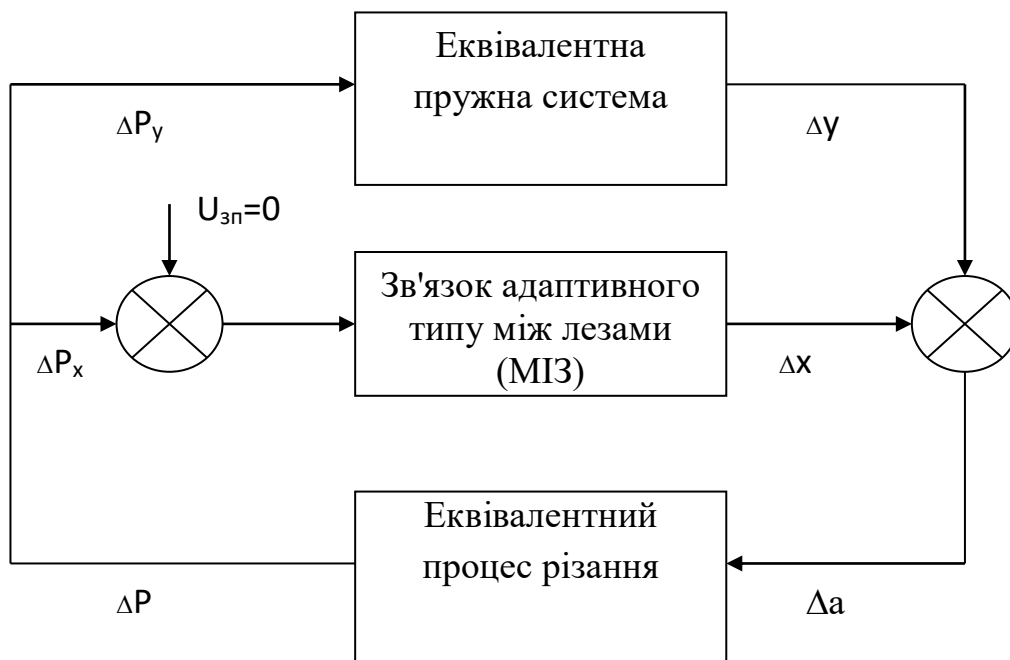 Еквівалентна
пружна система
ΔPy
Δy
Uзп=0
Зв'язок адаптивного
типу між лезами
(МІЗ)
ΔPx
Δx
Еквівалентний
процес різання
ΔP
Δa